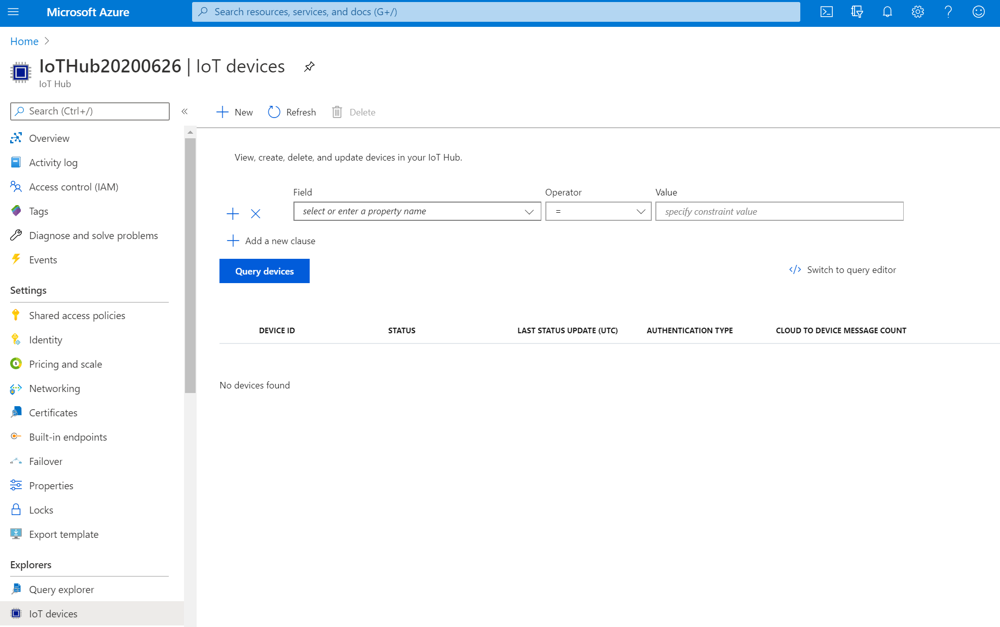 Microsoft Azure
Search resources, services, and docs (G+/)
Home
IoTHub20200626 | IoT devices
IoT Hub
Search (Ctrl+/)
«
New
Refresh
Delete
Overview
Activity log
Access control (IAM)
Tags
Diagnose and solve problems
Events
Settings
Shared access policies
Identity
Pricing and scale
Networking
Certificates
Built-in endpoints
Failover
Properties
Locks
Export template
Explorers
Query explorer
IoT devices
View, create, delete, and update devices in your IoT Hub.
Field
Operator
Value
select or enter a property name
=
specify constraint value
Add a new clause
Query devices
</> Switch to query editor
DEVICE ID
STATUS
LAST STATUS UPDATE (UTC)
AUTHENTICATION TYPE
CLOUD TO DEVICE MESSAGE COUNT
No devices found